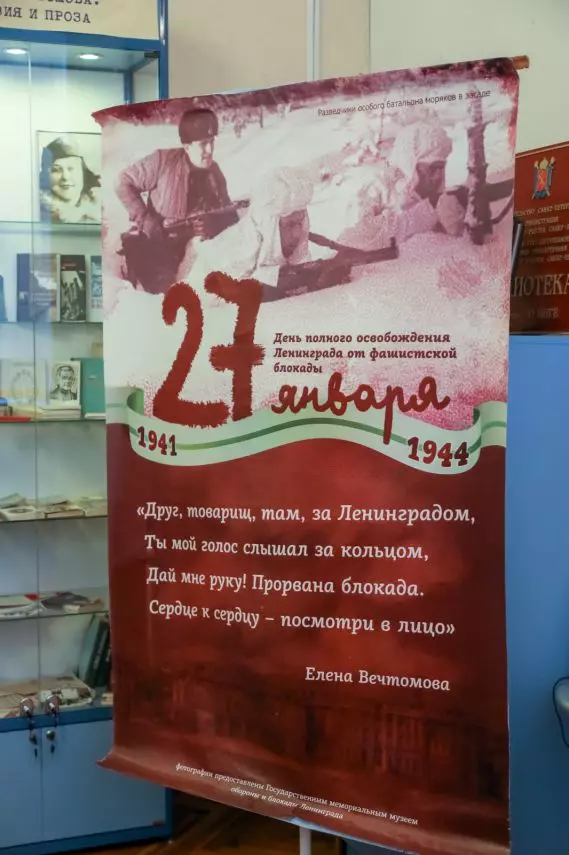 ИЯ И ПРОЗА
Разведчики особого батальона моряков в засаде
27
День полного освобождения
Ленинграда от фашистской
блокады
января
1941
1944
«Друг, товарищ, там, за Ленинградом,
Ты мой голос слышал за кольцом,
Дай мне руку! Прорвана блокада.
Сердце к сердцу – посмотри в лицо»
Елена Вечтомова
фотографии предоставлены Государственным мемориальным музеем
обороны и блокады Ленинграда